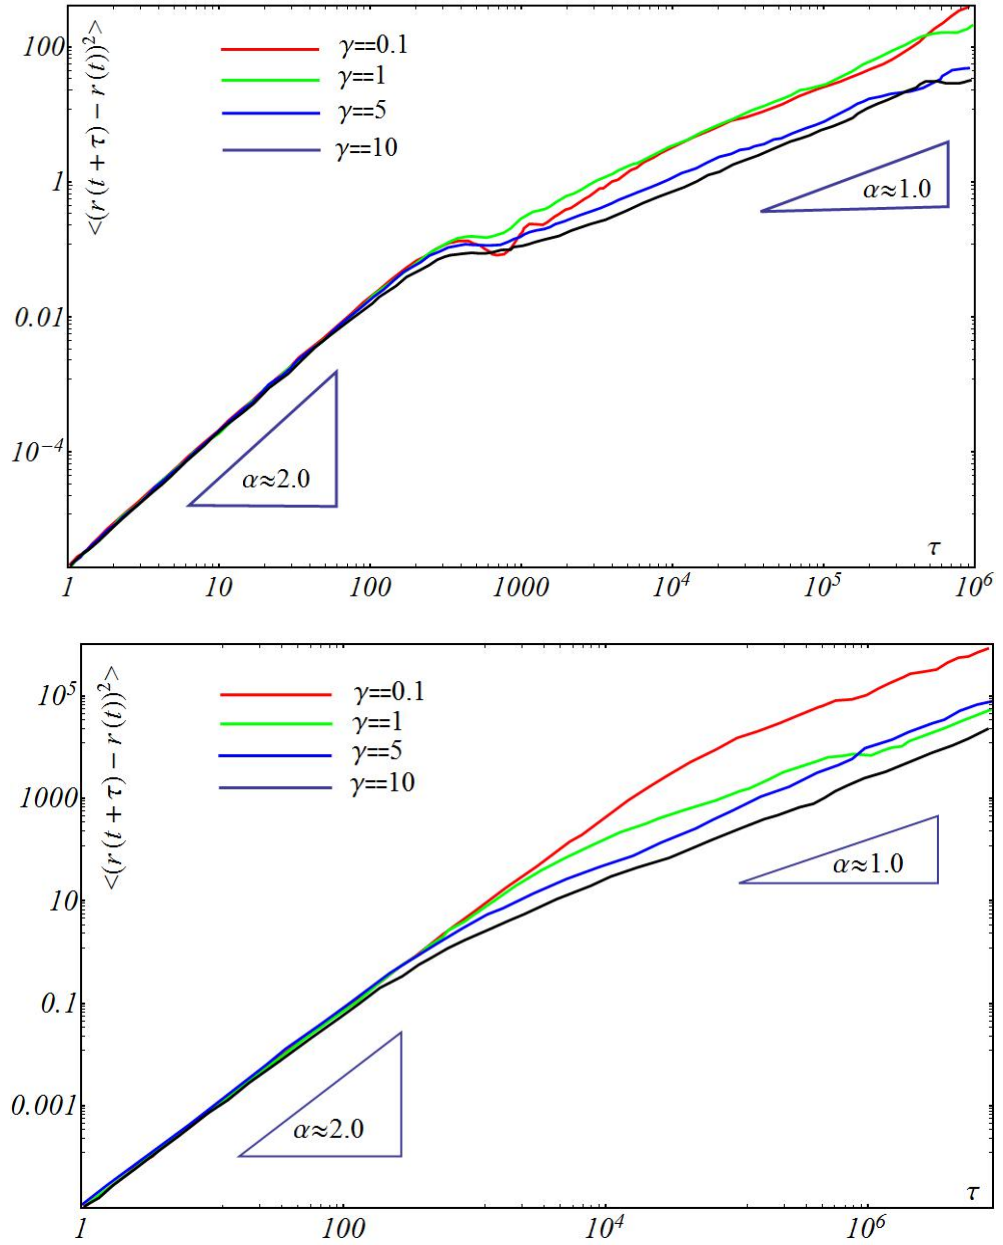 <(r(t+τ)−r(t))²>
100
1
0.01
10⁻⁴
γ==0.1
γ==1
γ==5
γ==10
α≈1.0
α≈2.0
τ
1 10 100 1000 10⁴ 10⁵ 10⁶
<(r(t+τ)−r(t))²>
10⁵
1000
10
0.1
0.001
γ==0.1
γ==1
γ==5
γ==10
α≈1.0
α≈2.0
τ
1 100 10⁴ 10⁶